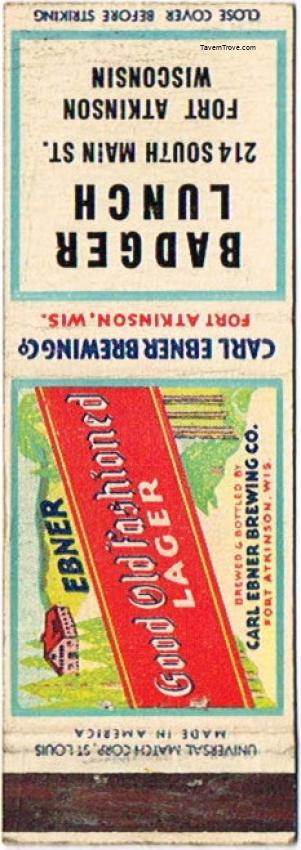 CLOSE COVER BEFORE STRIKING
TavernTrove.com
BADGER
LUNCH
214 SOUTH MAIN ST.
FORT ATKINSON
WISCONSIN
CARL EBNER BREWING CO
FORT ATKINSON, WIS.
EBNER
Good Old Fashioned
LAGER
BREWED & BOTTLED BY
CARL EBNER BREWING CO.
FORT ATKINSON, WIS.
UNIVERSAL MATCH CORP., ST. LOUIS
MADE IN AMERICA